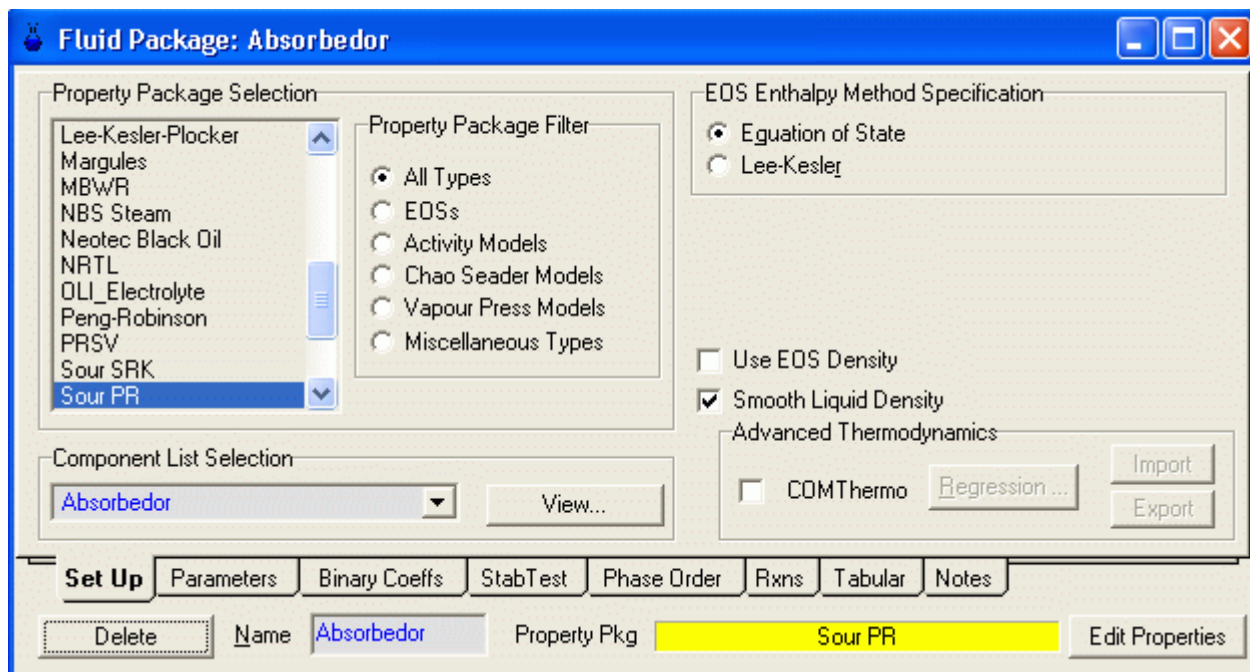 Fluid Package: Absorbedor
Property Package Selection
Lee-Kesler-Plocker
Margules
MBWR
NBS Steam
Neotec Black Oil
NRTL
OLI_Electrolyte
Peng-Robinson
PRSV
Sour SRK
Sour PR
Property Package Filter
All Types
EOSs
Activity Models
Chao Seader Models
Vapour Press Models
Miscellaneous Types
EOS Enthalpy Method Specification
Equation of State
Lee-Kesler
Use EOS Density
Smooth Liquid Density
Advanced Thermodynamics
COMThermo
Regression ...
Import
Export
Component List Selection
Absorbedor
View...
Set Up Parameters Binary Coeffs StabTest Phase Order Rxns Tabular Notes
Delete Name Absorbedor Property Pkg Sour PR Edit Properties